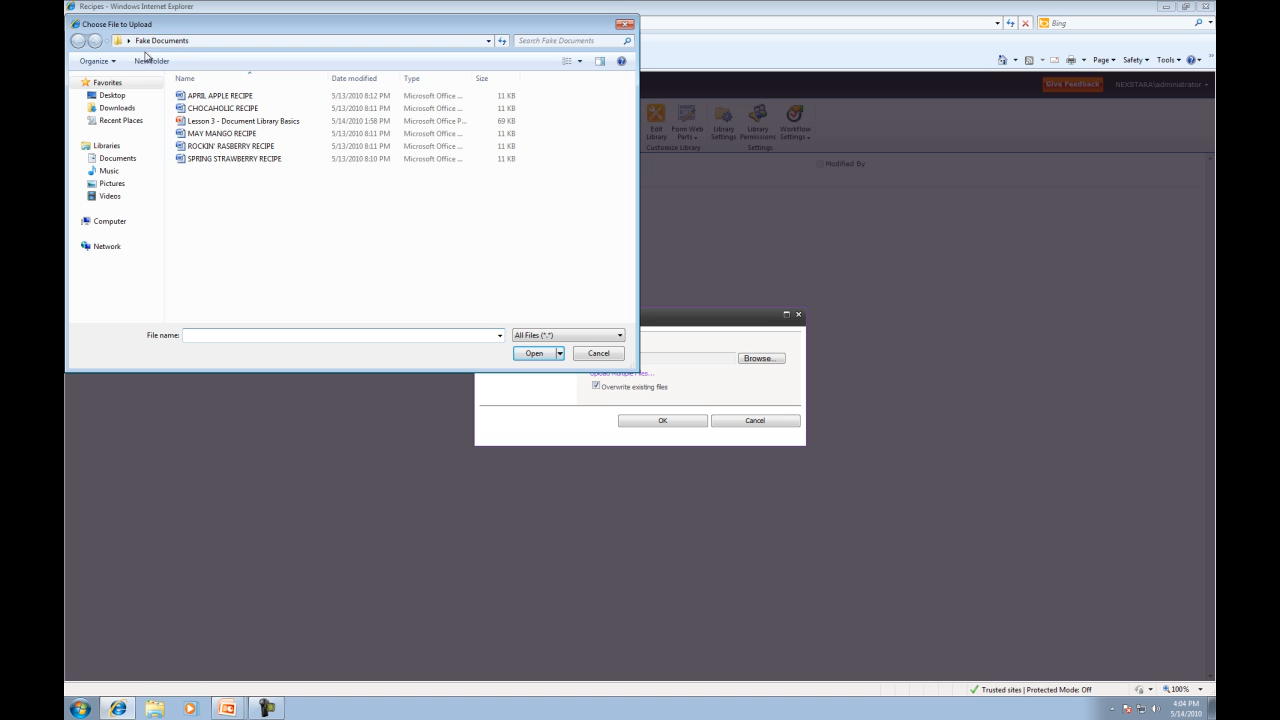 Recipes - Windows Internet Explorer
Choose File to Upload
Fake Documents
Search Fake Documents
Bing
Organize
New folder
Page
Safety
Tools
Favorites
Desktop
Downloads
Recent Places
Libraries
Documents
Music
Pictures
Videos
Computer
Network
Name Date modified Type Size
APRIL APPLE RECIPE 5/13/2010 8:12 PM Microsoft Office ... 11 KB
CHOCAHOLIC RECIPE 5/13/2010 8:11 PM Microsoft Office ... 11 KB
Lesson 3 - Document Library Basics 5/14/2010 1:58 PM Microsoft Office P... 69 KB
MAY MANGO RECIPE 5/13/2010 8:11 PM Microsoft Office ... 11 KB
ROCKIN' RASBERRY RECIPE 5/13/2010 8:11 PM Microsoft Office ... 11 KB
SPRING STRAWBERRY RECIPE 5/13/2010 8:10 PM Microsoft Office ... 11 KB
File name:
All Files (*.*)
Open
Cancel
Give Feedback
NEXSTARA\administrator
Edit Library
Form Web Parts
Library Settings
Library Permissions
Workflow Settings
Customize Library
Settings
Modified By
Browse...
Upload Multiple Files...
Overwrite existing files
OK
Cancel
Trusted sites | Protected Mode: Off
100%
4:04 PM
5/14/2010